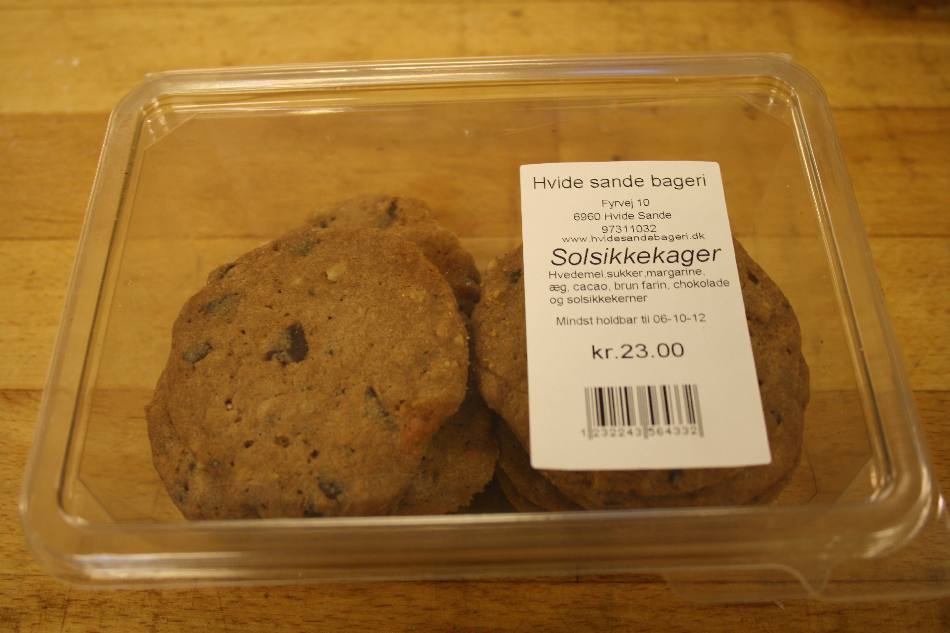 Hvide sande bageri
Fyrvej 10
6960 Hvide Sande
97311032
www.hvidesandebageri.dk
Solsikkekager
Hvedemel,sukker,margarine,
æg, cacao, brun farin, chokolade
og solsikkekerner
Mindst holdbar til 06-10-12
kr.23.00
1 232243 564332